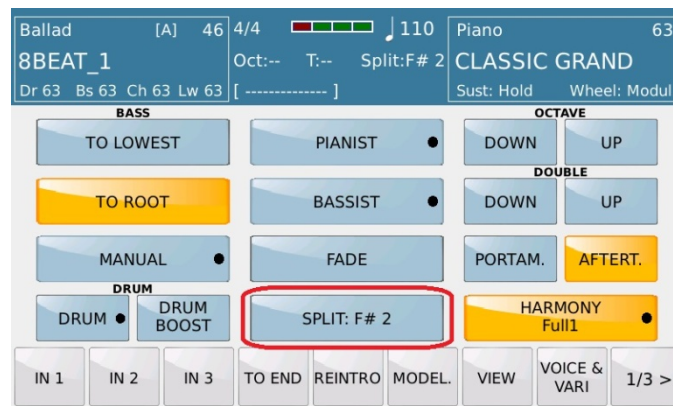 Ballad [A] 46 4/4 110 Piano 63
8BEAT_1 Oct:-- T:-- Split:F# 2 CLASSIC GRAND
Dr 63 Bs 63 Ch 63 Lw 63 [ ------------- ] Sust: Hold Wheel: Modul
BASS OCTAVE
TO LOWEST PIANIST DOWN UP
DOUBLE
TO ROOT BASSIST DOWN UP
MANUAL FADE PORTAM. AFTERT.
DRUM
DRUM DRUM BOOST SPLIT: F# 2 HARMONY
Full1
IN 1 IN 2 IN 3 TO END REINTRO MODEL. VIEW VOICE & VARI 1/3 >